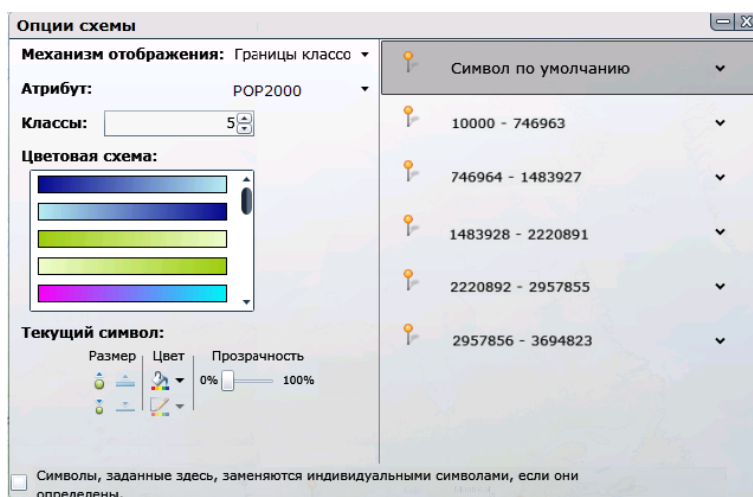 Опции схемы
Механизм отображения: Границы классо
Атрибут: POP2000
Классы: 5
Цветовая схема:
Текущий символ:
Размер Цвет Прозрачность
0% 100%
Символ по умолчанию
10000 - 746963
746964 - 1483927
1483928 - 2220891
2220892 - 2957855
2957856 - 3694823
Символы, заданные здесь, заменяются индивидуальными символами, если они
определены.